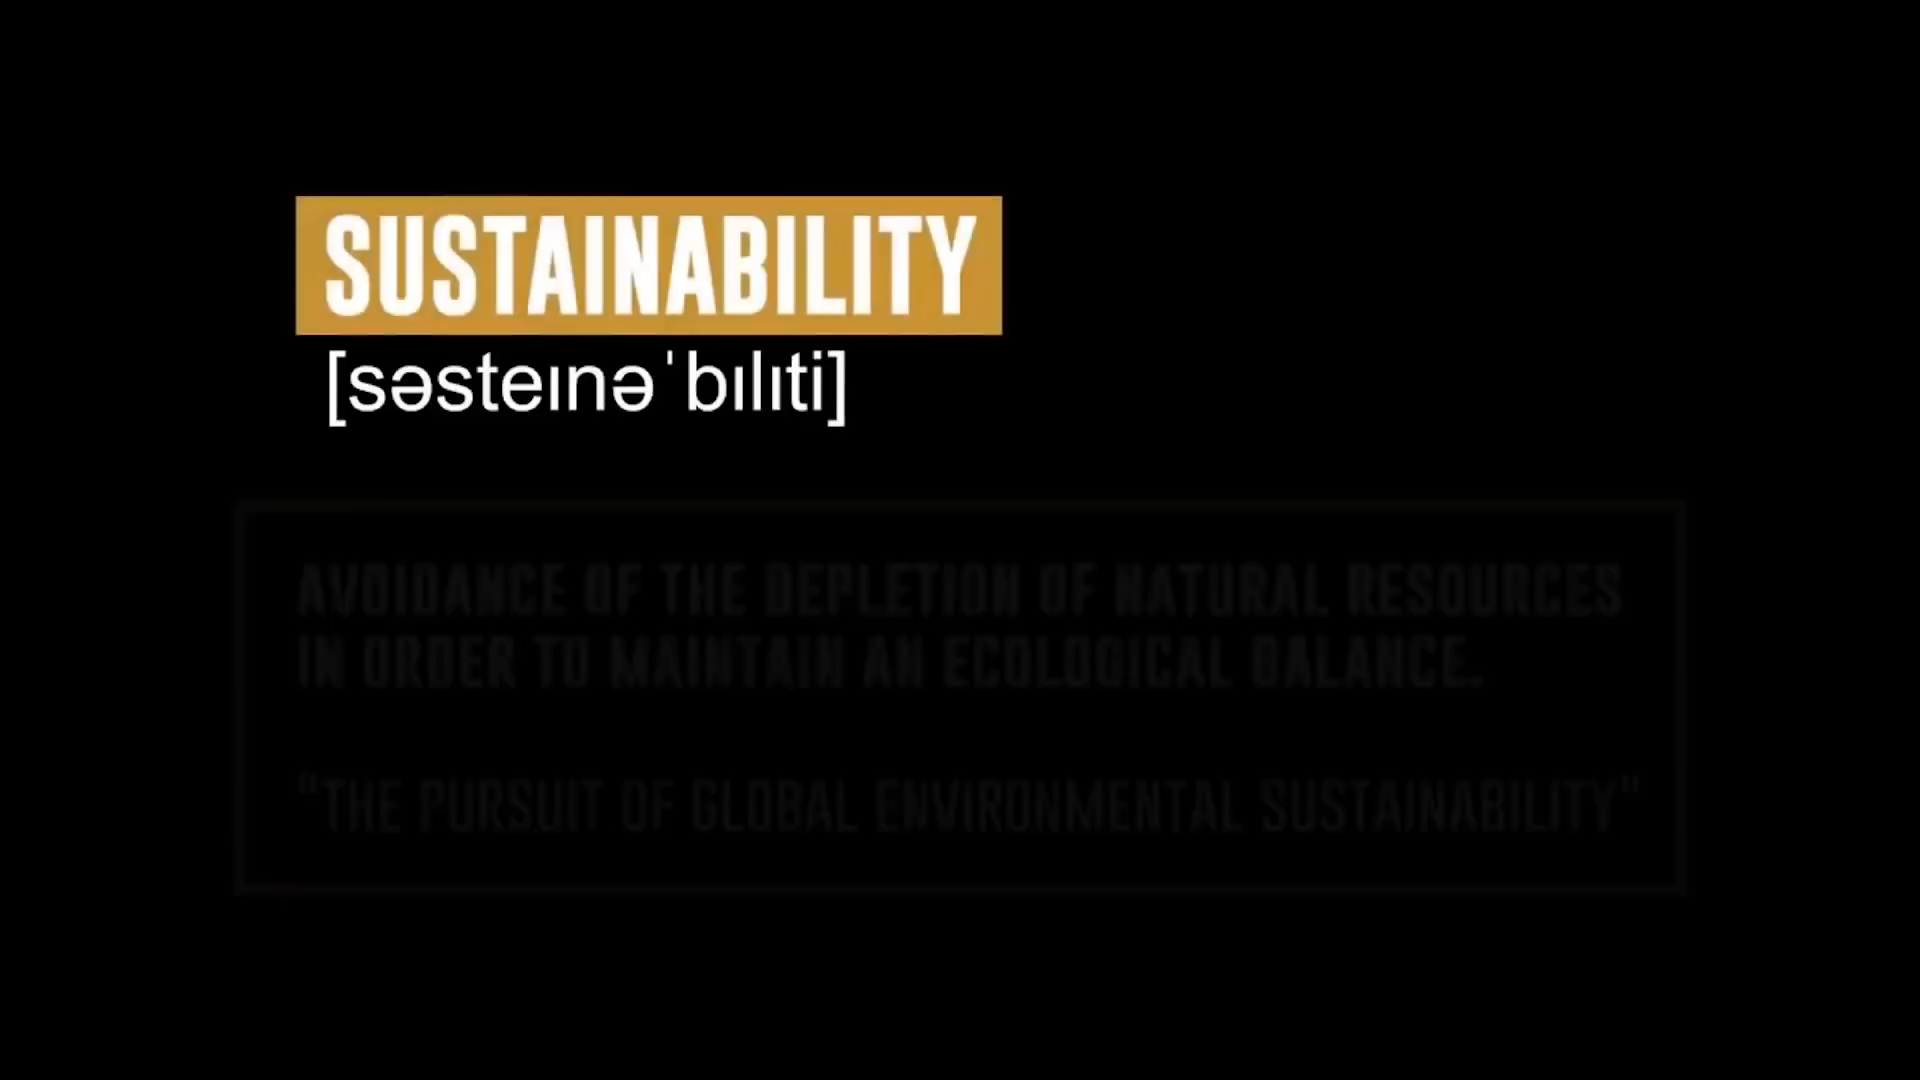 SUSTAINABILITY
[səsteɪnəˈbɪlɪti]
AVOIDANCE OF THE DEPLETION OF NATURAL RESOURCES
IN ORDER TO MAINTAIN AN ECOLOGICAL BALANCE.
"THE PURSUIT OF GLOBAL ENVIRONMENTAL SUSTAINABILITY"